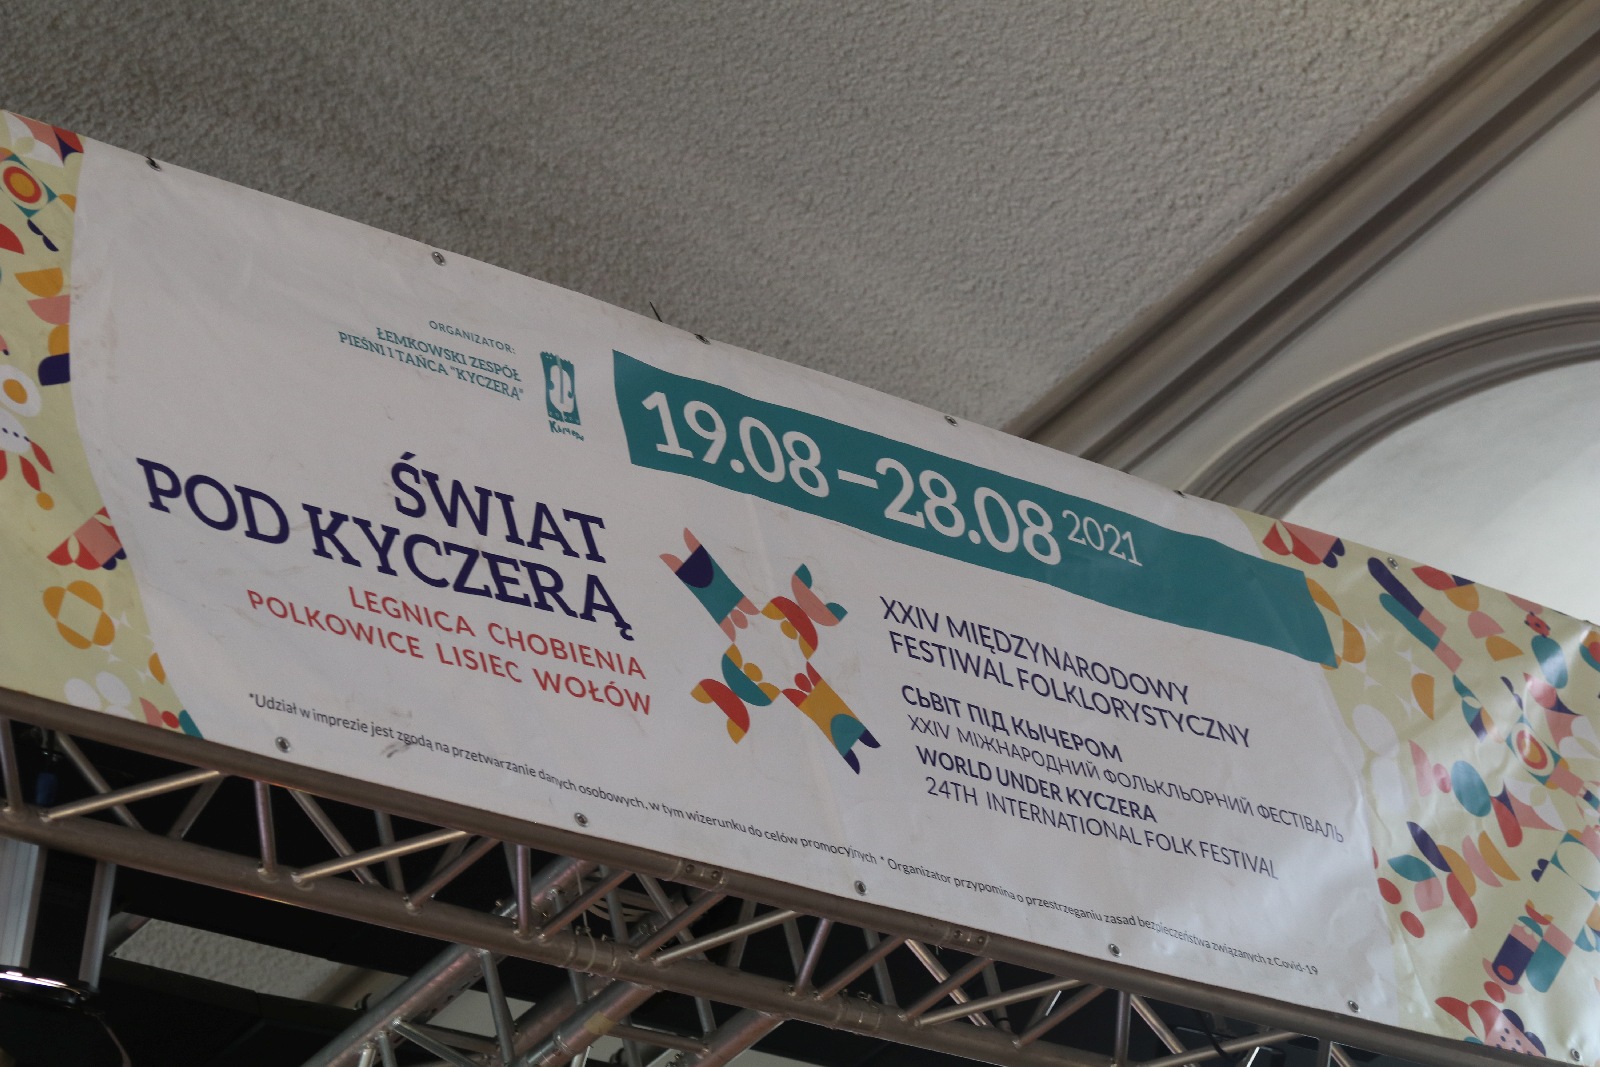 ORGANIZATOR:
ŁEMKOWSKI ZESPÓŁ
PIEŚNI I TAŃCA "KYCZERA"
Кычера
19.08–28.08 2021
ŚWIAT
POD KYCZERĄ
LEGNICA CHOBIENIA
POLKOWICE LISIEC WOŁÓW
XXIV MIĘDZYNARODOWY
FESTIWAL FOLKLORYSTYCZNY
СЬВІТ ПІД КЫЧЕРОМ
XXIV МІЖНАРОДНИЙ ФОЛЬКЛЬОРНИЙ ФЕСТІВАЛЬ
WORLD UNDER KYCZERA
24TH INTERNATIONAL FOLK FESTIVAL
*Udział w imprezie jest zgodą na przetwarzanie danych osobowych, w tym wizerunku do celów promocyjnych * Organizator przypomina o przestrzeganiu zasad bezpieczeństwa związanych z Covid-19